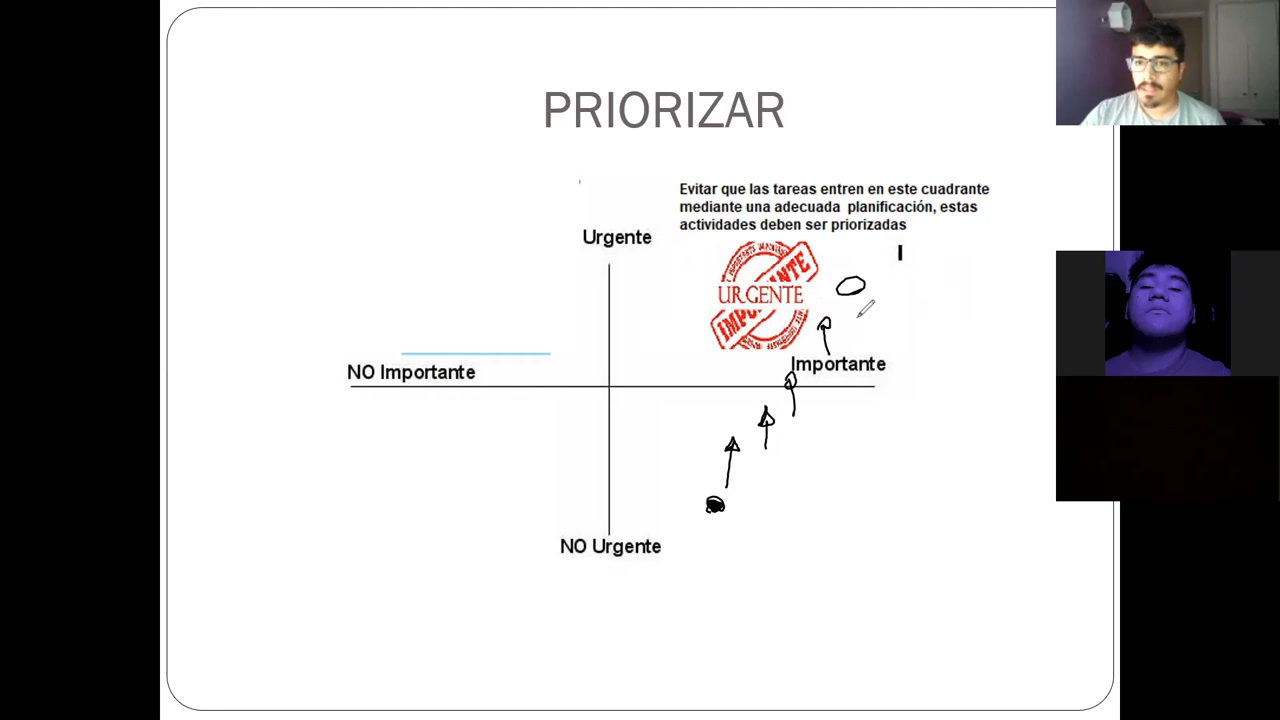 PRIORIZAR
Evitar que las tareas entren en este cuadrante
mediante una adecuada planificación, estas
actividades deben ser priorizadas
Urgente
I
URGENTE
NO Importante
Importante
NO Urgente